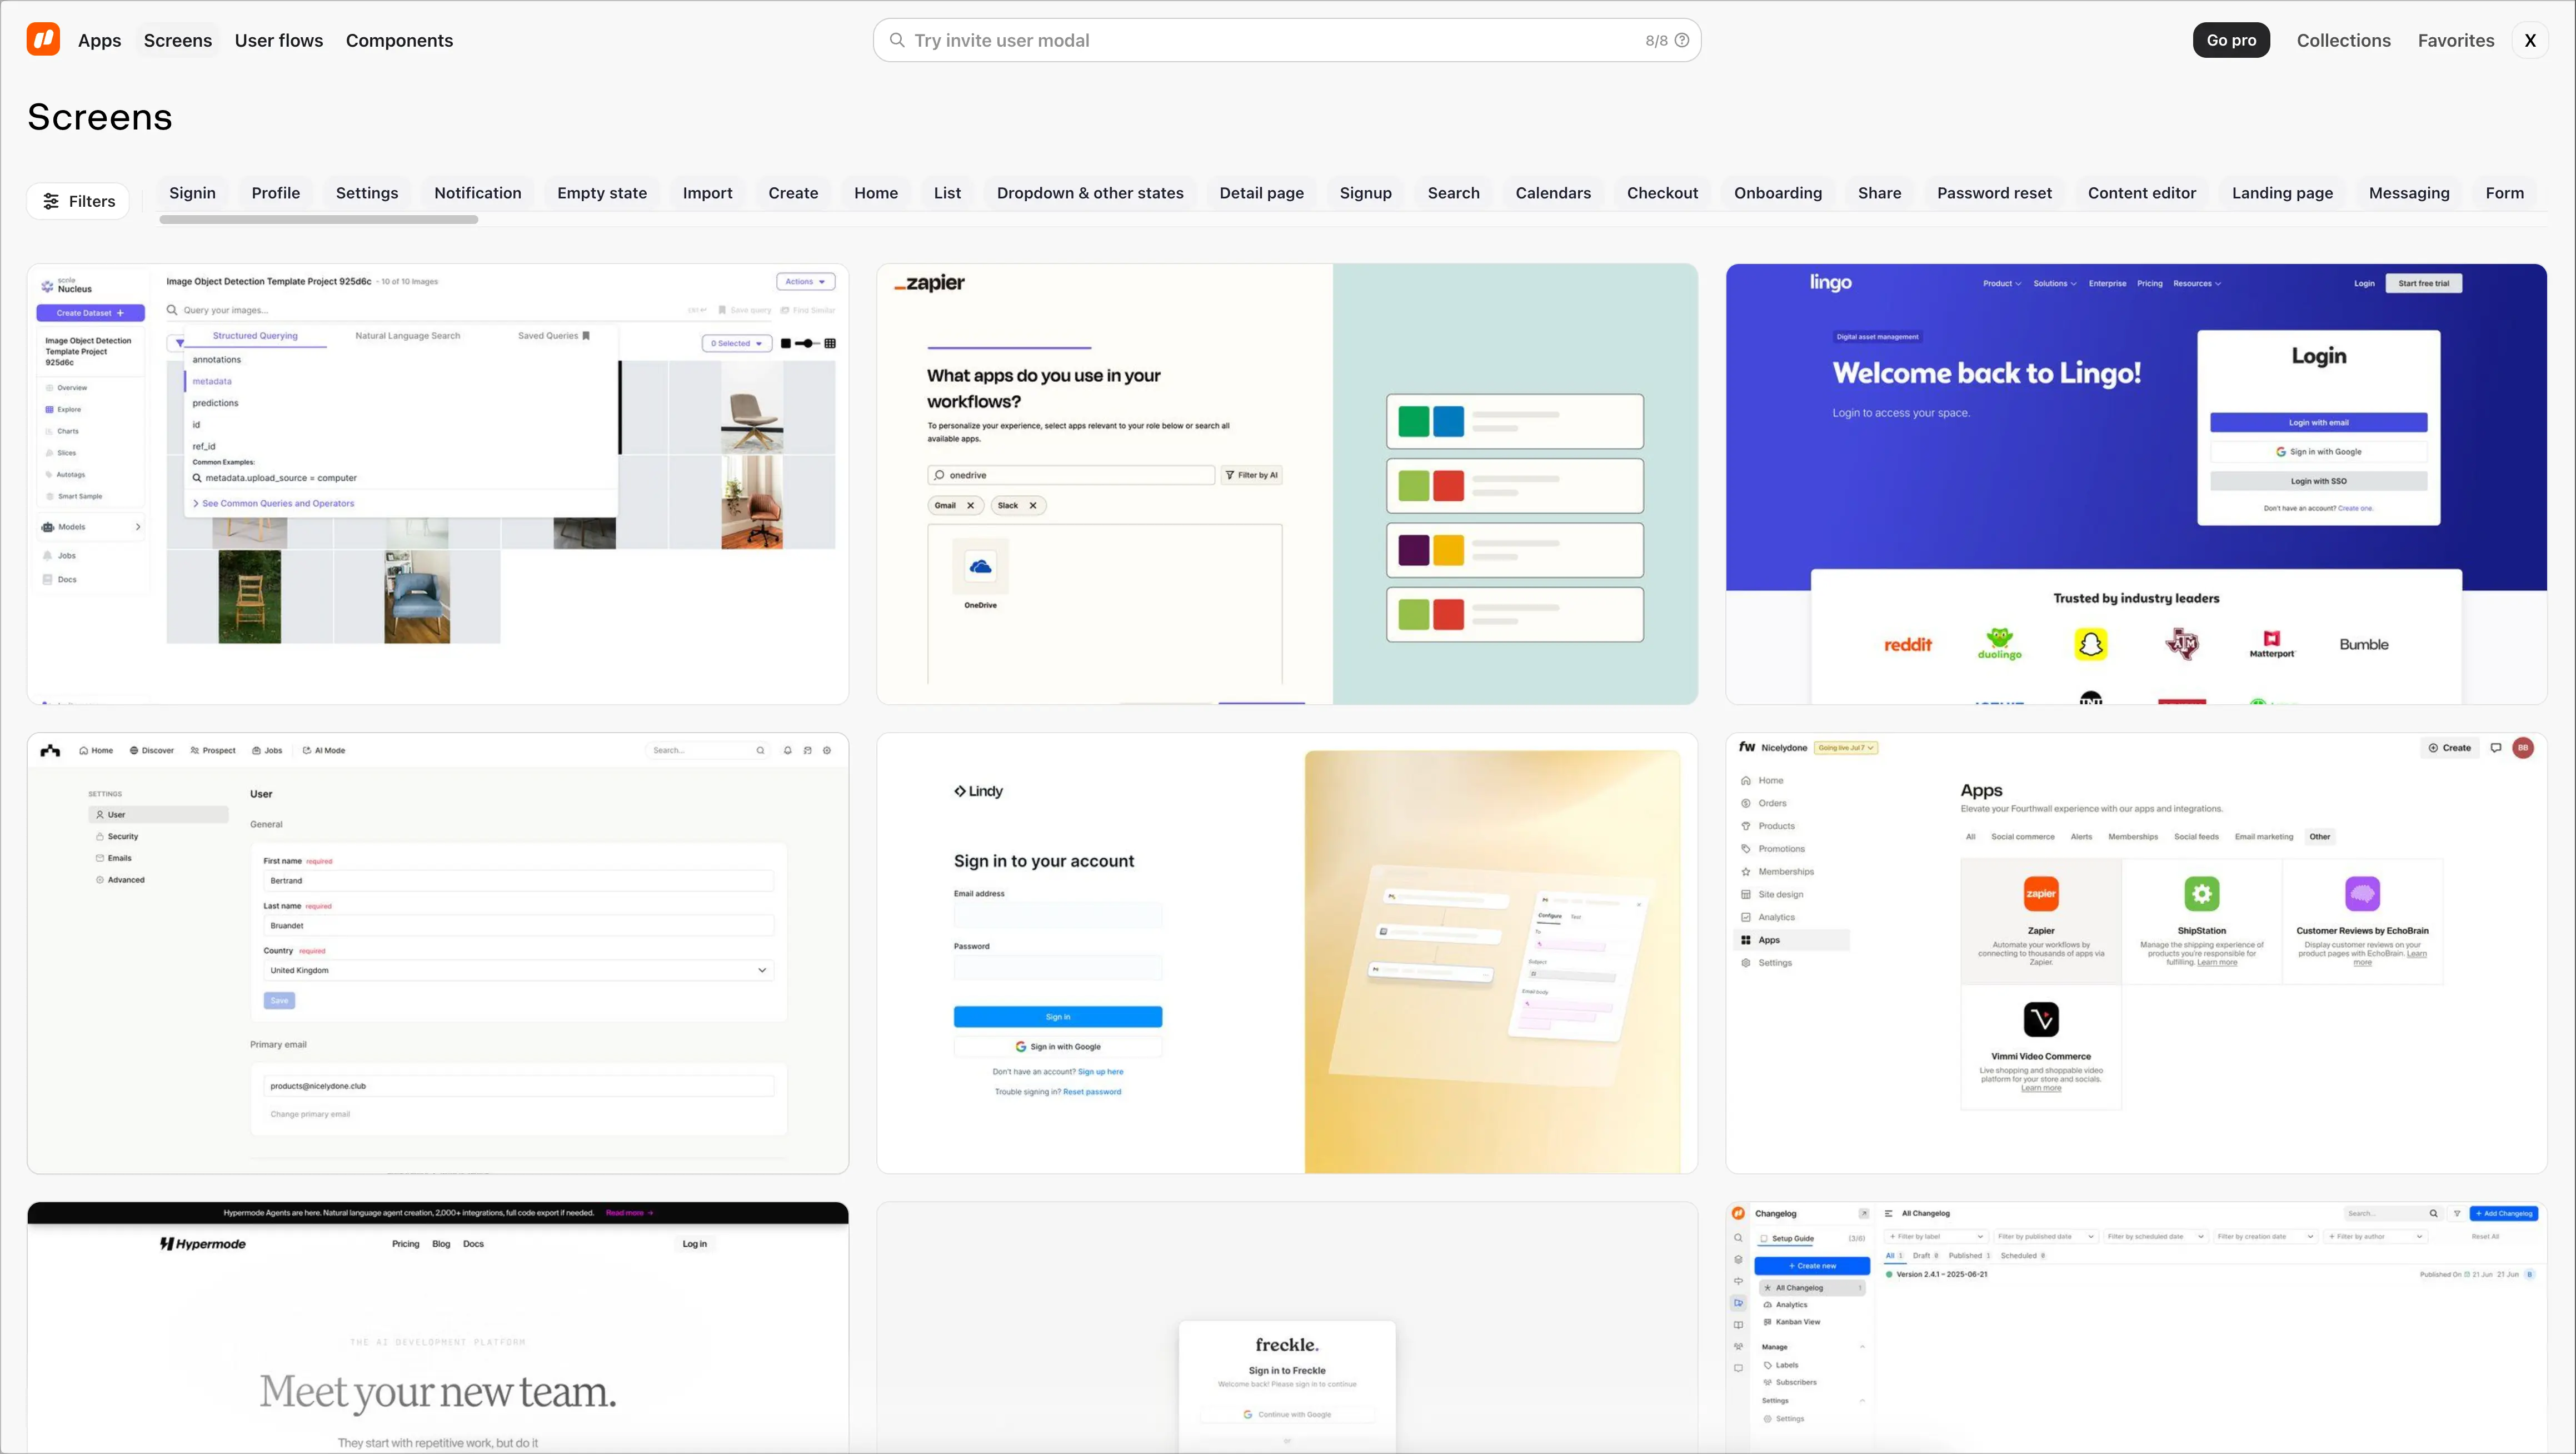 Apps Screens User flows Components
Try invite user modal 8/8
Go pro Collections Favorites X
Screens
Filters
Signin Profile Settings Notification Empty state Import Create Home List Dropdown & other states Detail page Signup Search Calendars Checkout Onboarding Share Password reset Content editor Landing page Messaging Form
scale
Nucleus
Create Dataset +
Image Object Detection
Template Project
925d6c
Overview
Explore
Charts
Slices
Autotags
Smart Sample
Models
Jobs
Docs
Image Object Detection Template Project 925d6c - 10 of 10 Images
Actions
Query your images...
Save query Find Similar
Structured Querying Natural Language Search Saved Queries
0 Selected
annotations
metadata
predictions
id
ref_id
Common Examples:
metadata.upload_source = computer
See Common Queries and Operators
zapier
What apps do you use in your
workflows?
To personalize your experience, select apps relevant to your role below or search all
available apps.
onedrive
Filter by AI
Gmail X Slack X
OneDrive
lingo
Product Solutions Enterprise Pricing Resources
Login Start free trial
Digital asset management
Welcome back to Lingo!
Login to access your space.
Login
Login with email
Sign in with Google
Login with SSO
Don't have an account? Create one.
Trusted by industry leaders
reddit duolingo Matterport Bumble
Home Discover Prospect Jobs AI Mode
Search...
SETTINGS
User
Security
Emails
Advanced
User
General
First name required
Bertrand
Last name required
Bruandet
Country required
United Kingdom
Save
Primary email
products@nicelydone.club
Change primary email
Lindy
Sign in to your account
Email address
Password
Sign in
Sign in with Google
Don't have an account? Sign up here
Trouble signing in? Reset password
Configure Test
To
Subject
Email body
fw Nicelydone Going live Jul 7
Create BB
Home
Orders
Products
Promotions
Memberships
Site design
Analytics
Apps
Settings
Apps
Elevate your Fourthwall experience with our apps and integrations.
All Social commerce Alerts Memberships Social feeds Email marketing Other
zapier
Zapier
Automate your workflows by
connecting to thousands of apps via
Zapier.
ShipStation
Manage the shipping experience of
products you're responsible for
fulfilling. Learn more
Customer Reviews by EchoBrain
Display customer reviews on your
product pages with EchoBrain. Learn
more
Vimmi Video Commerce
Live shopping and shoppable video
platform for your store and socials.
Learn more
Hypermode Agents are here. Natural language agent creation, 2,000+ integrations, full code export if needed. Read more →
Hypermode
Pricing Blog Docs
Log in
THE AI DEVELOPMENT PLATFORM
Meet your new team.
They start with repetitive work, but do it
freckle.
Sign in to Freckle
Welcome back! Please sign in to continue
Continue with Google
or
Changelog
Setup Guide (3/6)
+ Create new
All Changelog 1
Analytics
Kanban View
Manage
Labels
Subscribers
Settings
Settings
All Changelog
Search...
+ Add Changelog
+ Filter by label Filter by published date Filter by scheduled date Filter by creation date + Filter by author Reset All
All 1 Draft 0 Published 1 Scheduled 0
Version 2.4.1 – 2025-06-21
Published On 21 Jun 21 Jun B